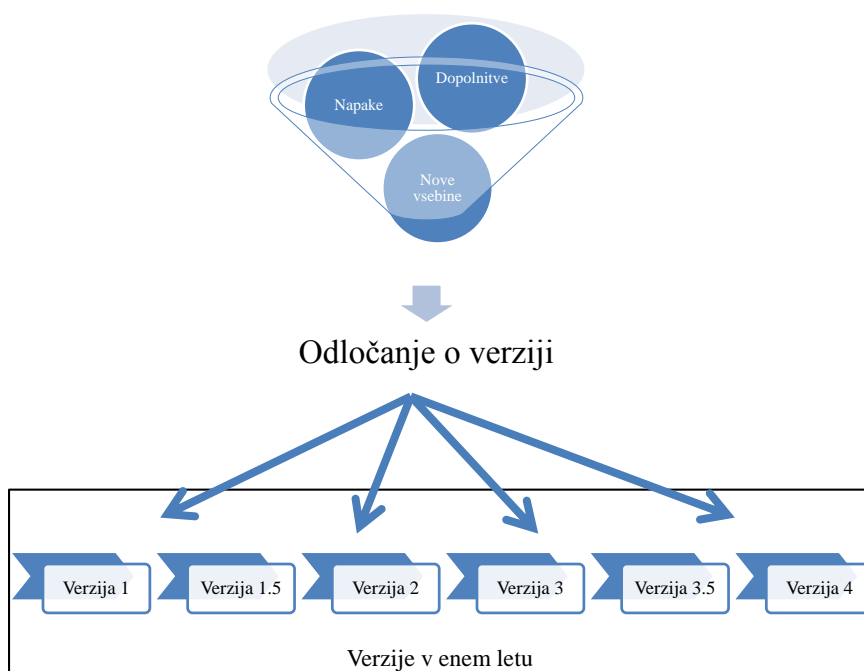 Dopolnitve
Napake
Nove
vsebine
Odločanje o verziji
Verzija 1
Verzija 1.5
Verzija 2
Verzija 3
Verzija 3.5
Verzija 4
Verzije v enem letu